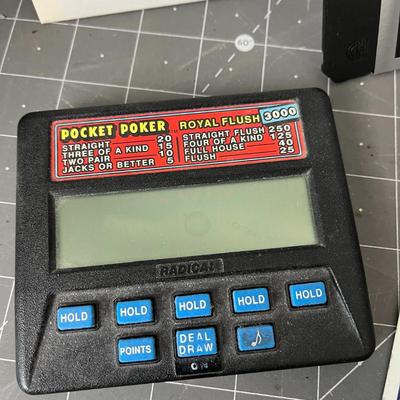 60°
POCKET POKER™ ROYAL FLUSH 3000
STRAIGHT 20 STRAIGHT FLUSH 250
THREE OF A KIND 15 FOUR OF A KIND 125
TWO PAIR 10 FULL HOUSE 40
JACKS OR BETTER 5 FLUSH 25
RADICA
HOLD HOLD HOLD HOLD HOLD
POINTS DEAL DRAW
ON